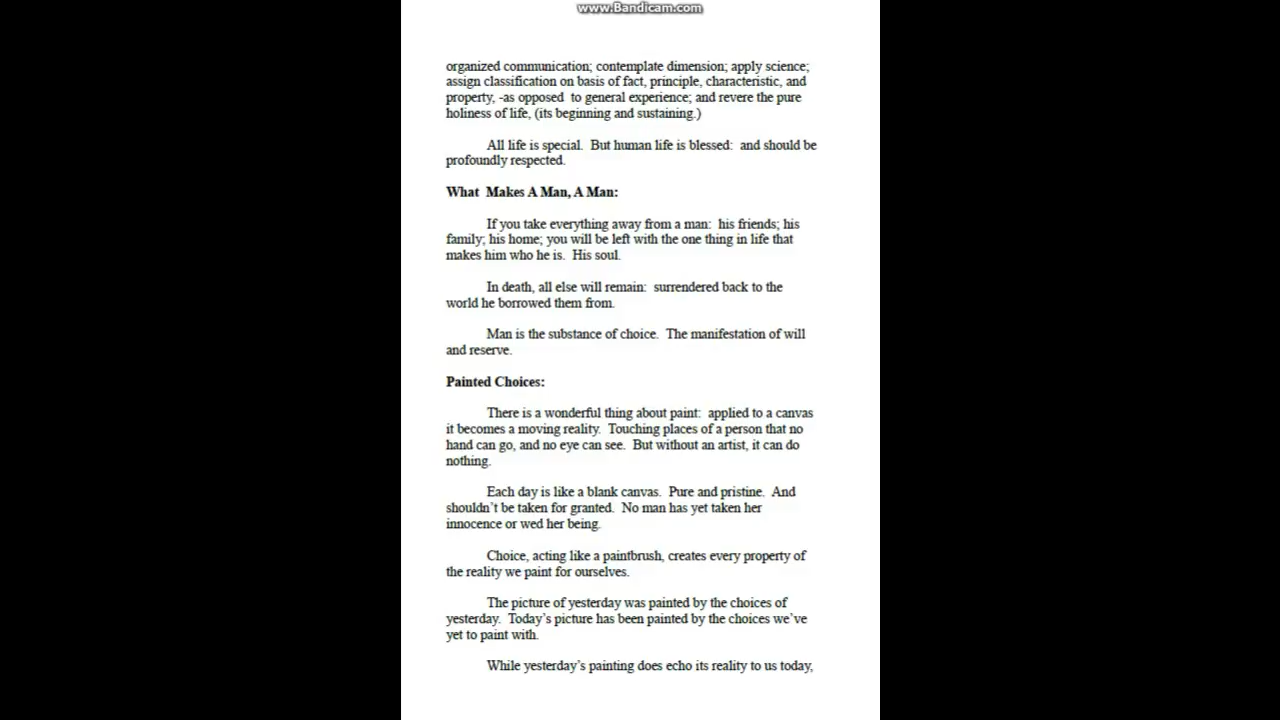 www.Bandicam.com
organized communication; contemplate dimension; apply science;
assign classification on basis of fact, principle, characteristic, and
property, -as opposed  to general experience; and revere the pure
holiness of life, (its beginning and sustaining.)
All life is special.  But human life is blessed:  and should be
profoundly respected.
What  Makes A Man, A Man:
If you take everything away from a man:  his friends; his
family; his home; you will be left with the one thing in life that
makes him who he is.  His soul.
In death, all else will remain:  surrendered back to the
world he borrowed them from.
Man is the substance of choice.  The manifestation of will
and reserve.
Painted Choices:
There is a wonderful thing about paint:  applied to a canvas
it becomes a moving reality.  Touching places of a person that no
hand can go, and no eye can see.  But without an artist, it can do
nothing.
Each day is like a blank canvas.  Pure and pristine.  And
shouldn't be taken for granted.  No man has yet taken her
innocence or wed her being.
Choice, acting like a paintbrush, creates every property of
the reality we paint for ourselves.
The picture of yesterday was painted by the choices of
yesterday.  Today's picture has been painted by the choices we've
yet to paint with.
While yesterday's painting does echo its reality to us today,